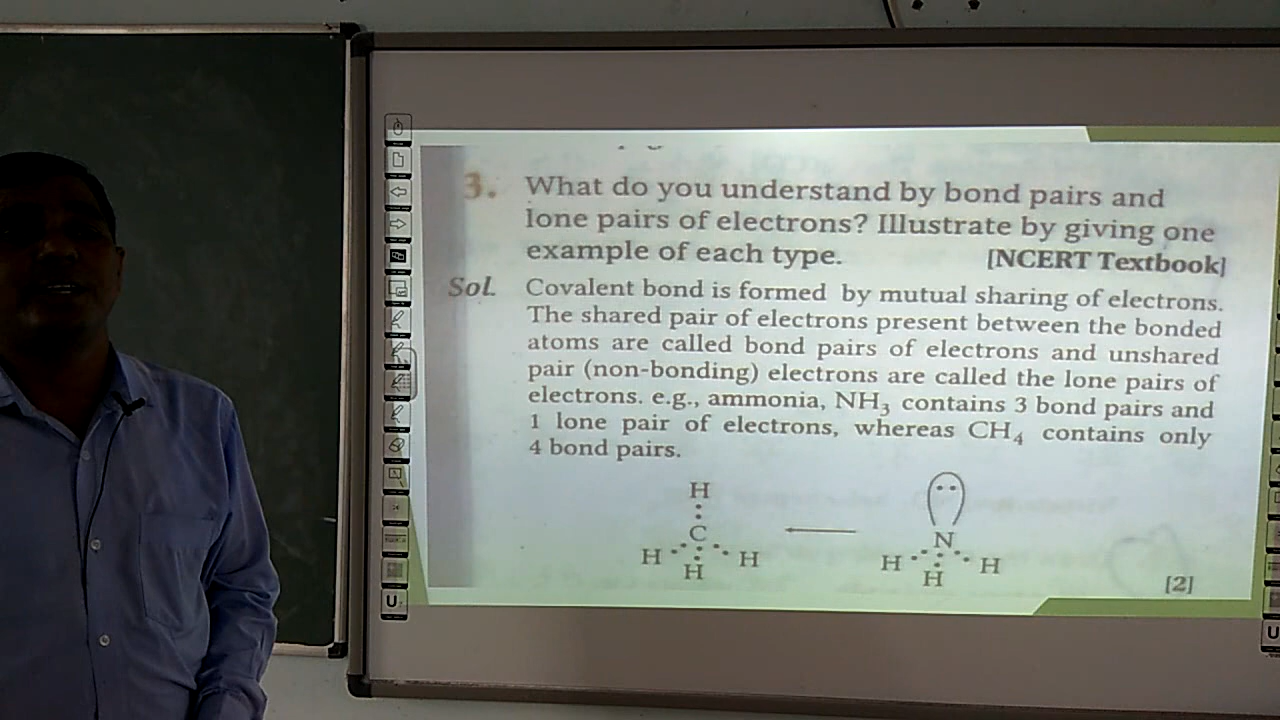 3. What do you understand by bond pairs and
lone pairs of electrons? Illustrate by giving one
example of each type. [NCERT Textbook]
Sol. Covalent bond is formed by mutual sharing of electrons.
The shared pair of electrons present between the bonded
atoms are called bond pairs of electrons and unshared
pair (non-bonding) electrons are called the lone pairs of
electrons. e.g., ammonia, NH₃ contains 3 bond pairs and
1 lone pair of electrons, whereas CH₄ contains only
4 bond pairs.
H
C
H H
H
N
H H
H
[2]
U
U